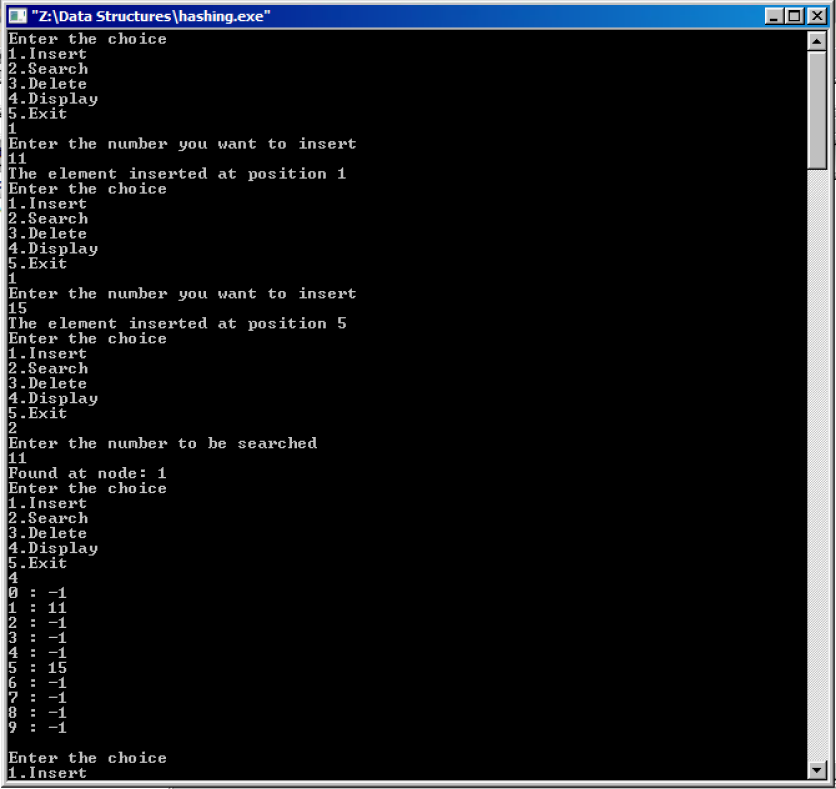 "Z:\Data Structures\hashing.exe"
Enter the choice
1.Insert
2.Search
3.Delete
4.Display
5.Exit
1
Enter the number you want to insert
11
The element inserted at position 1
Enter the choice
1.Insert
2.Search
3.Delete
4.Display
5.Exit
1
Enter the number you want to insert
15
The element inserted at position 5
Enter the choice
1.Insert
2.Search
3.Delete
4.Display
5.Exit
2
Enter the number to be searched
11
Found at node: 1
Enter the choice
1.Insert
2.Search
3.Delete
4.Display
5.Exit
4
0 : -1
1 : 11
2 : -1
3 : -1
4 : -1
5 : 15
6 : -1
7 : -1
8 : -1
9 : -1
Enter the choice
1.Insert